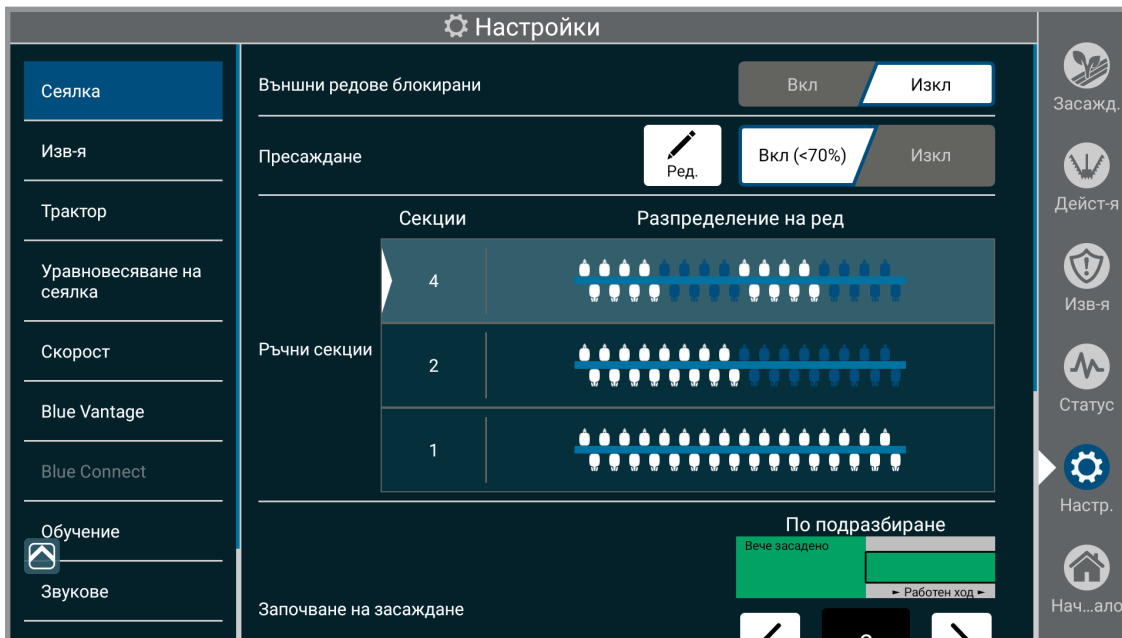 Настройки
Сеялка
Изв-я
Трактор
Уравновесяване на
сеялка
Скорост
Blue Vantage
Blue Connect
Обучение
Звукове
Външни редове блокирани
Вкл
Изкл
Пресаждане
Ред.
Вкл (<70%)
Изкл
Секции
Разпределение на ред
Ръчни секции
4
2
1
По подразбиране
Вече засадено
► Работен ход ►
Започване на засаждане
Засажд.
Дейст-я
Изв-я
Статус
Настр.
Нач...ало